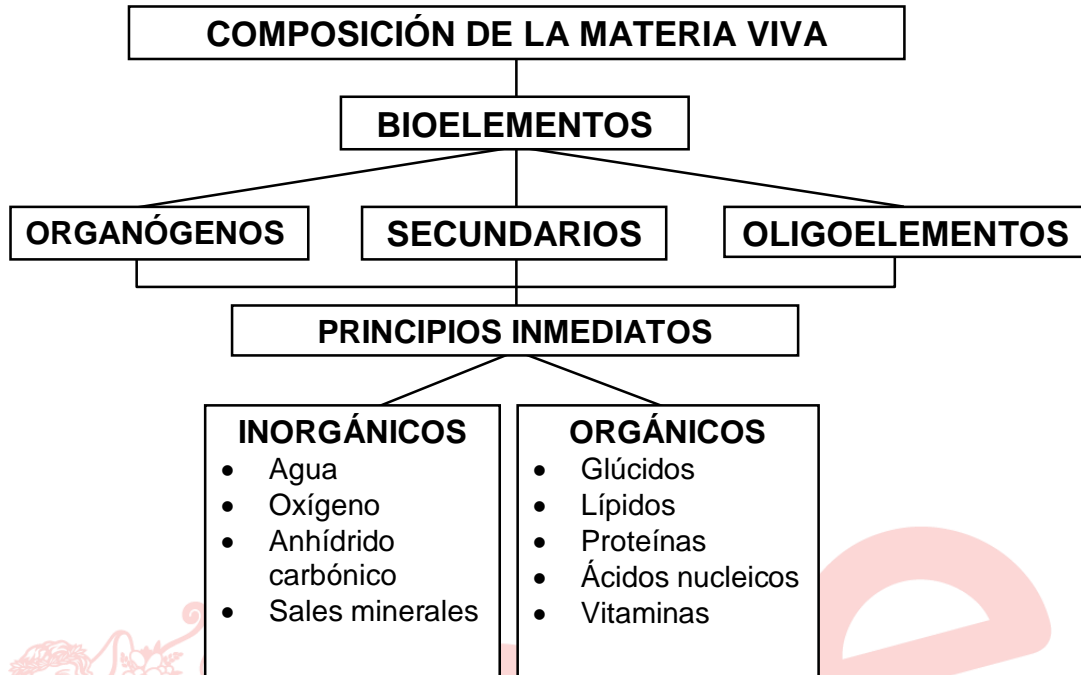 COMPOSICIÓN DE LA MATERIA VIVA
BIOELEMENTOS
ORGANÓGENOS
SECUNDARIOS
OLIGOELEMENTOS
PRINCIPIOS INMEDIATOS
INORGÁNICOS
• Agua
• Oxígeno
• Anhídrido
carbónico
• Sales minerales
ORGÁNICOS
• Glúcidos
• Lípidos
• Proteínas
• Ácidos nucleicos
• Vitaminas